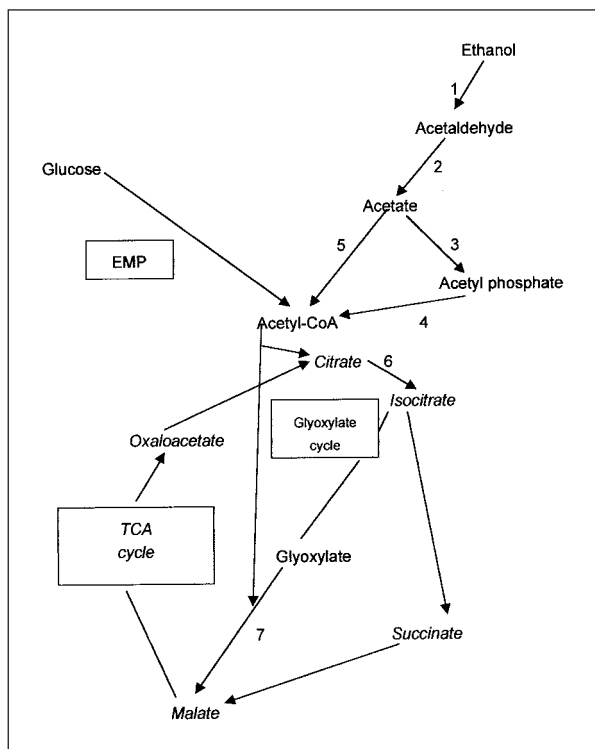 Ethanol
1
Acetaldehyde
2
Glucose
Acetate
5
3
EMP
Acetyl phosphate
Acetyl-CoA
4
Citrate
6
Isocitrate
Glyoxylate
cycle
Oxaloacetate
TCA
cycle
Glyoxylate
7
Succinate
Malate